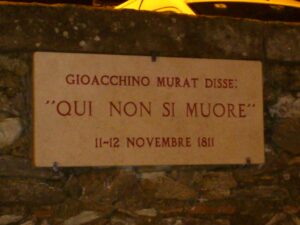 GIOACCHINO MURAT DISSE:
"QUI NON SI MUORE"
11-12 NOVEMBRE 1811